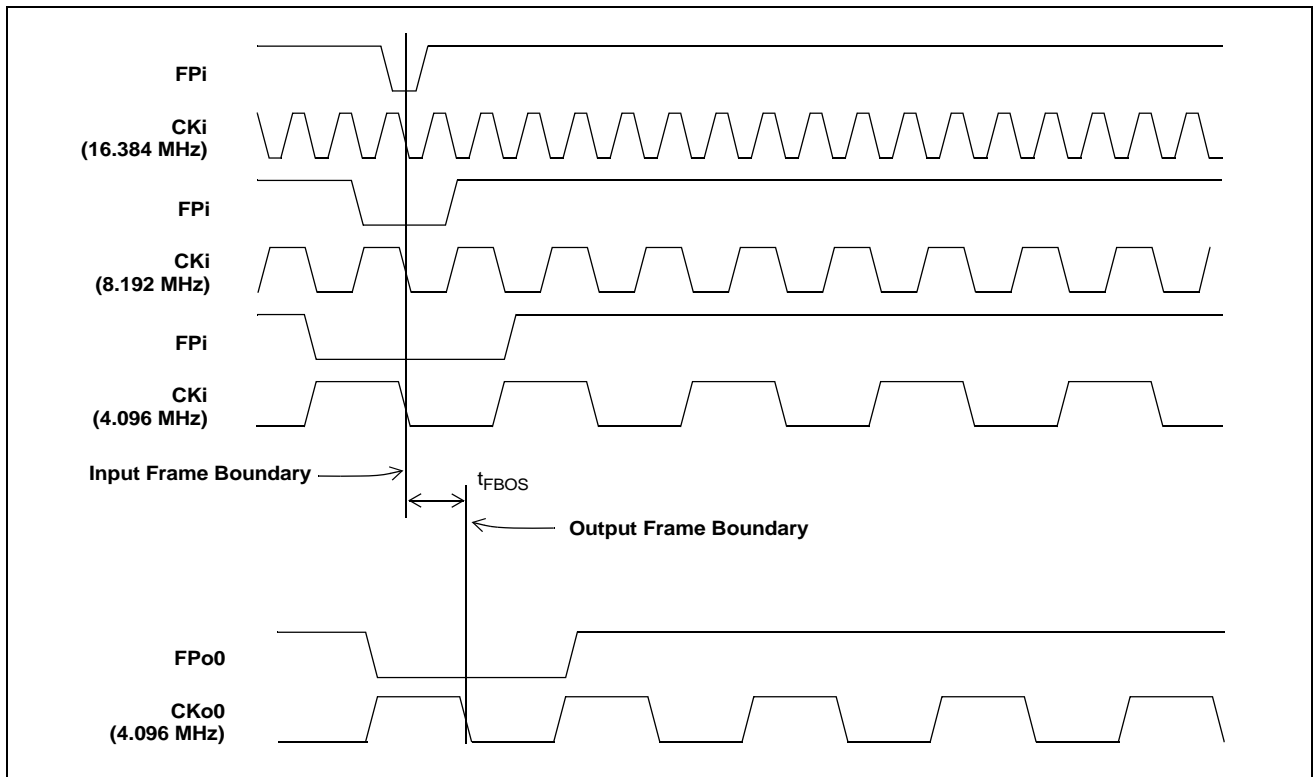 FPi
CKi
(16.384 MHz)
FPi
CKi
(8.192 MHz)
FPi
CKi
(4.096 MHz)
Input Frame Boundary
tFBOS
Output Frame Boundary
FPo0
CKo0
(4.096 MHz)